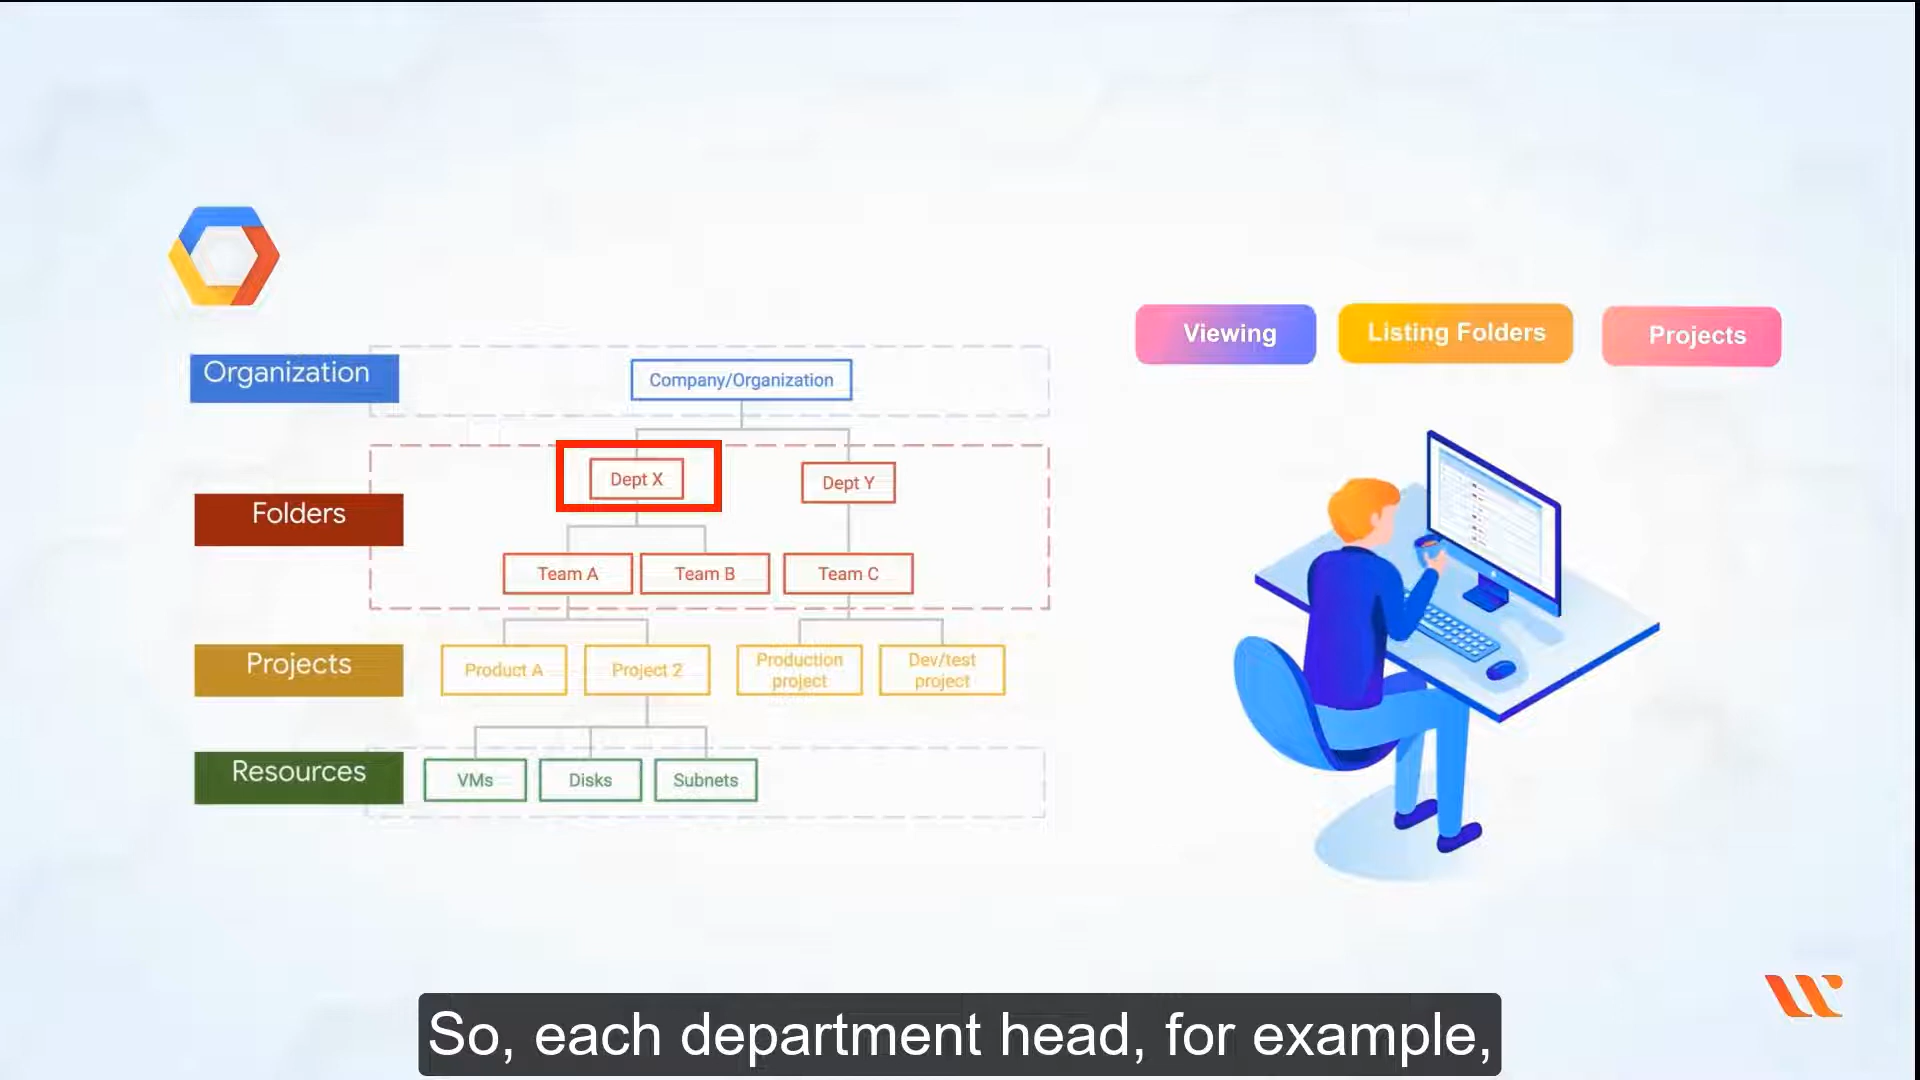 Viewing
Listing Folders
Projects
Organization
Company/Organization
Folders
Dept X
Dept Y
Team A
Team B
Team C
Projects
Product A
Project 2
Production
project
Dev/test
project
Resources
VMs
Disks
Subnets
So, each department head, for example,